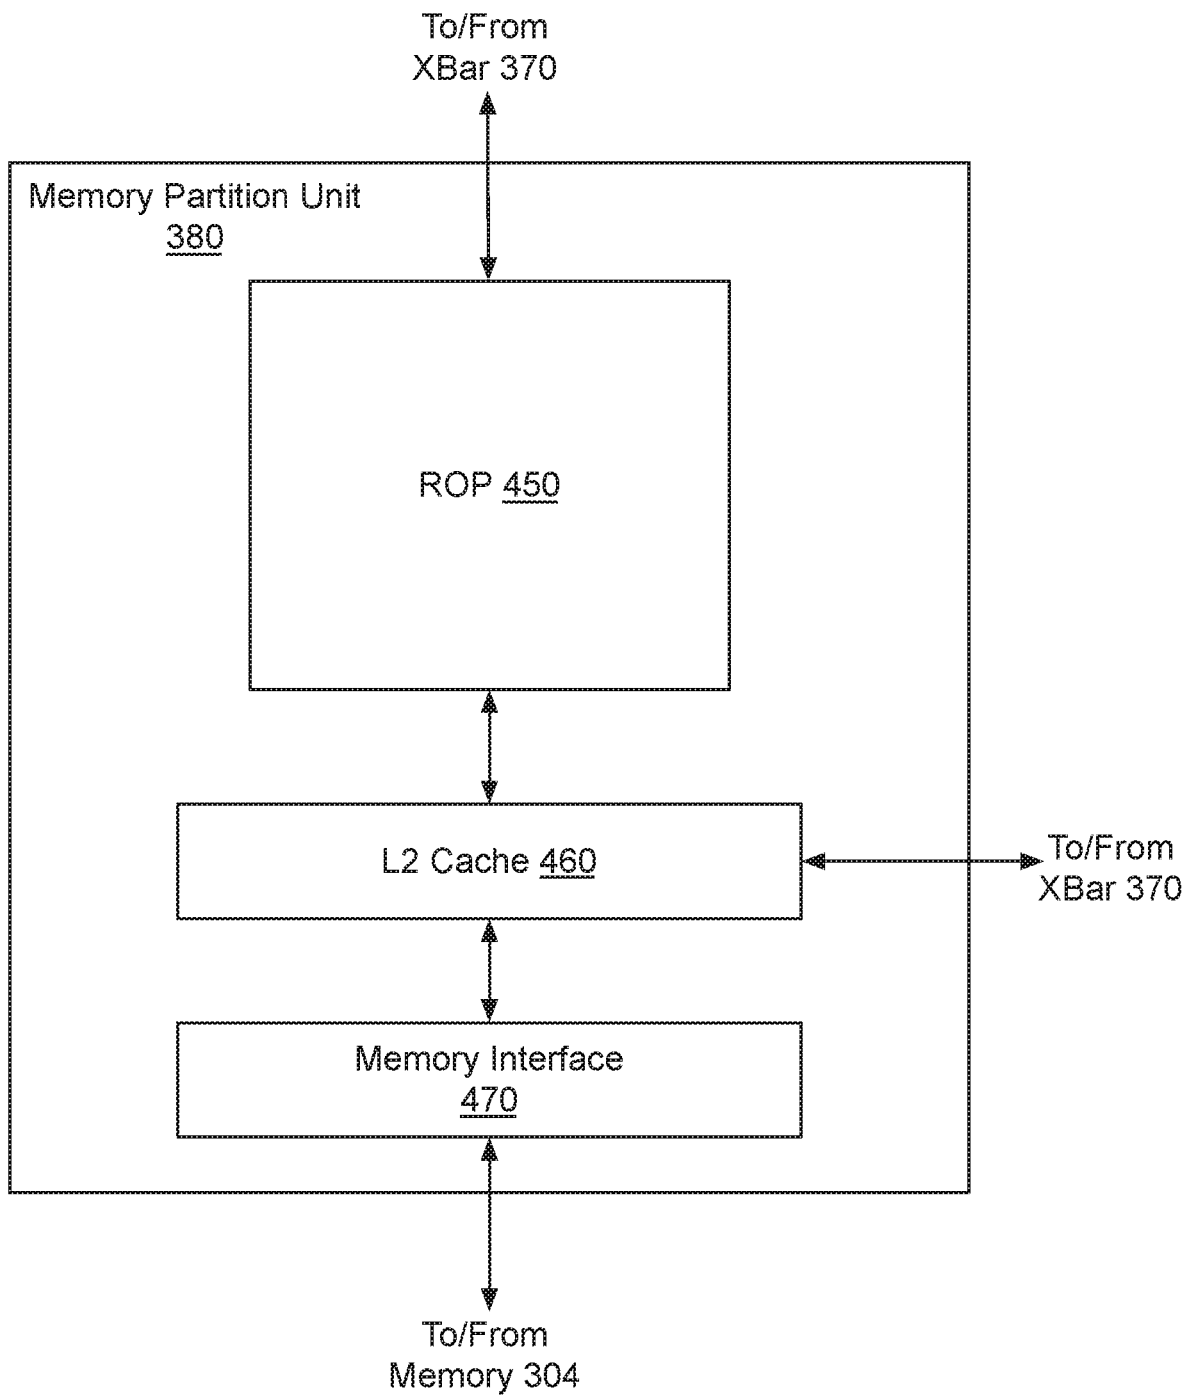 To/From
XBar 370
Memory Partition Unit
380
ROP 450
L2 Cache 460
To/From
XBar 370
Memory Interface
470
To/From
Memory 304